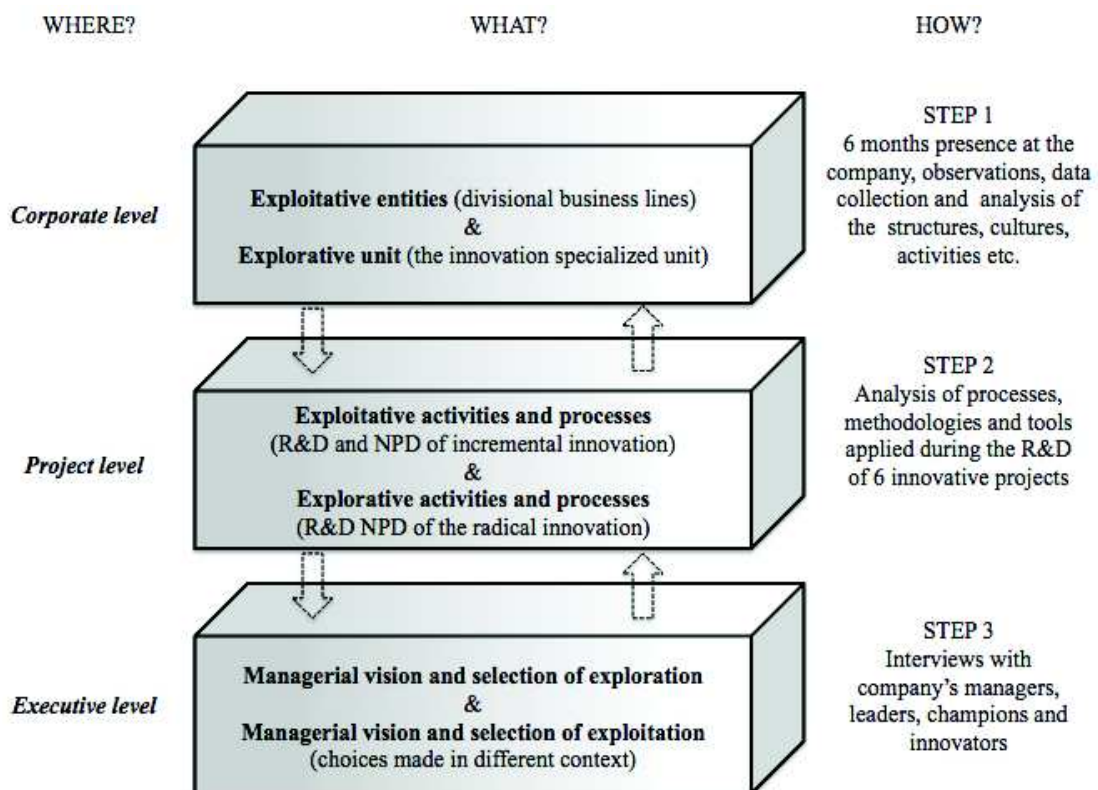 WHERE?
WHAT?
HOW?
Corporate level
Exploitative entities (divisional business lines)
&
Explorative unit (the innovation specialized unit)
STEP 1
6 months presence at the
company, observations, data
collection and analysis of
the structures, cultures,
activities etc.
Project level
Exploitative activities and processes
(R&D and NPD of incremental innovation)
&
Explorative activities and processes
(R&D NPD of the radical innovation)
STEP 2
Analysis of processes,
methodologies and tools
applied during the R&D
of 6 innovative projects
Executive level
Managerial vision and selection of exploration
&
Managerial vision and selection of exploitation
(choices made in different context)
STEP 3
Interviews with
company's managers,
leaders, champions and
innovators